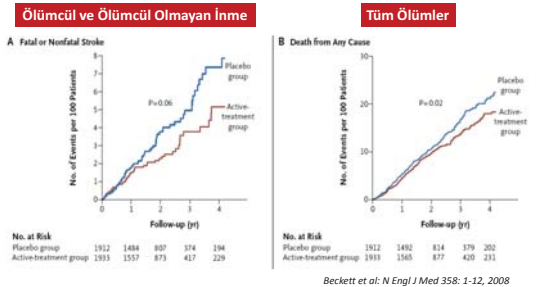 Ölümcül ve Ölümcül Olmayan İnme
Tüm Ölümler
A Fatal or Nonfatal Stroke
No. of Events per 100 Patients
8
7
6
5
4
3
2
1
0
P=0.06
Placebo
group
Active-
treatment
group
0 1 2 3 4
Follow-up (yr)
No. at Risk
Placebo group 1912 1484 807 374 194
Active-treatment group 1933 1557 873 417 229
B Death from Any Cause
No. of Events per 100 Patients
30
20
10
0
P=0.02
Placebo
group
Active-
treatment
group
0 1 2 3 4
Follow-up (yr)
No. at Risk
Placebo group 1912 1492 814 379 202
Active-treatment group 1933 1565 877 420 231
Beckett et al: N Engl J Med 358: 1-12, 2008